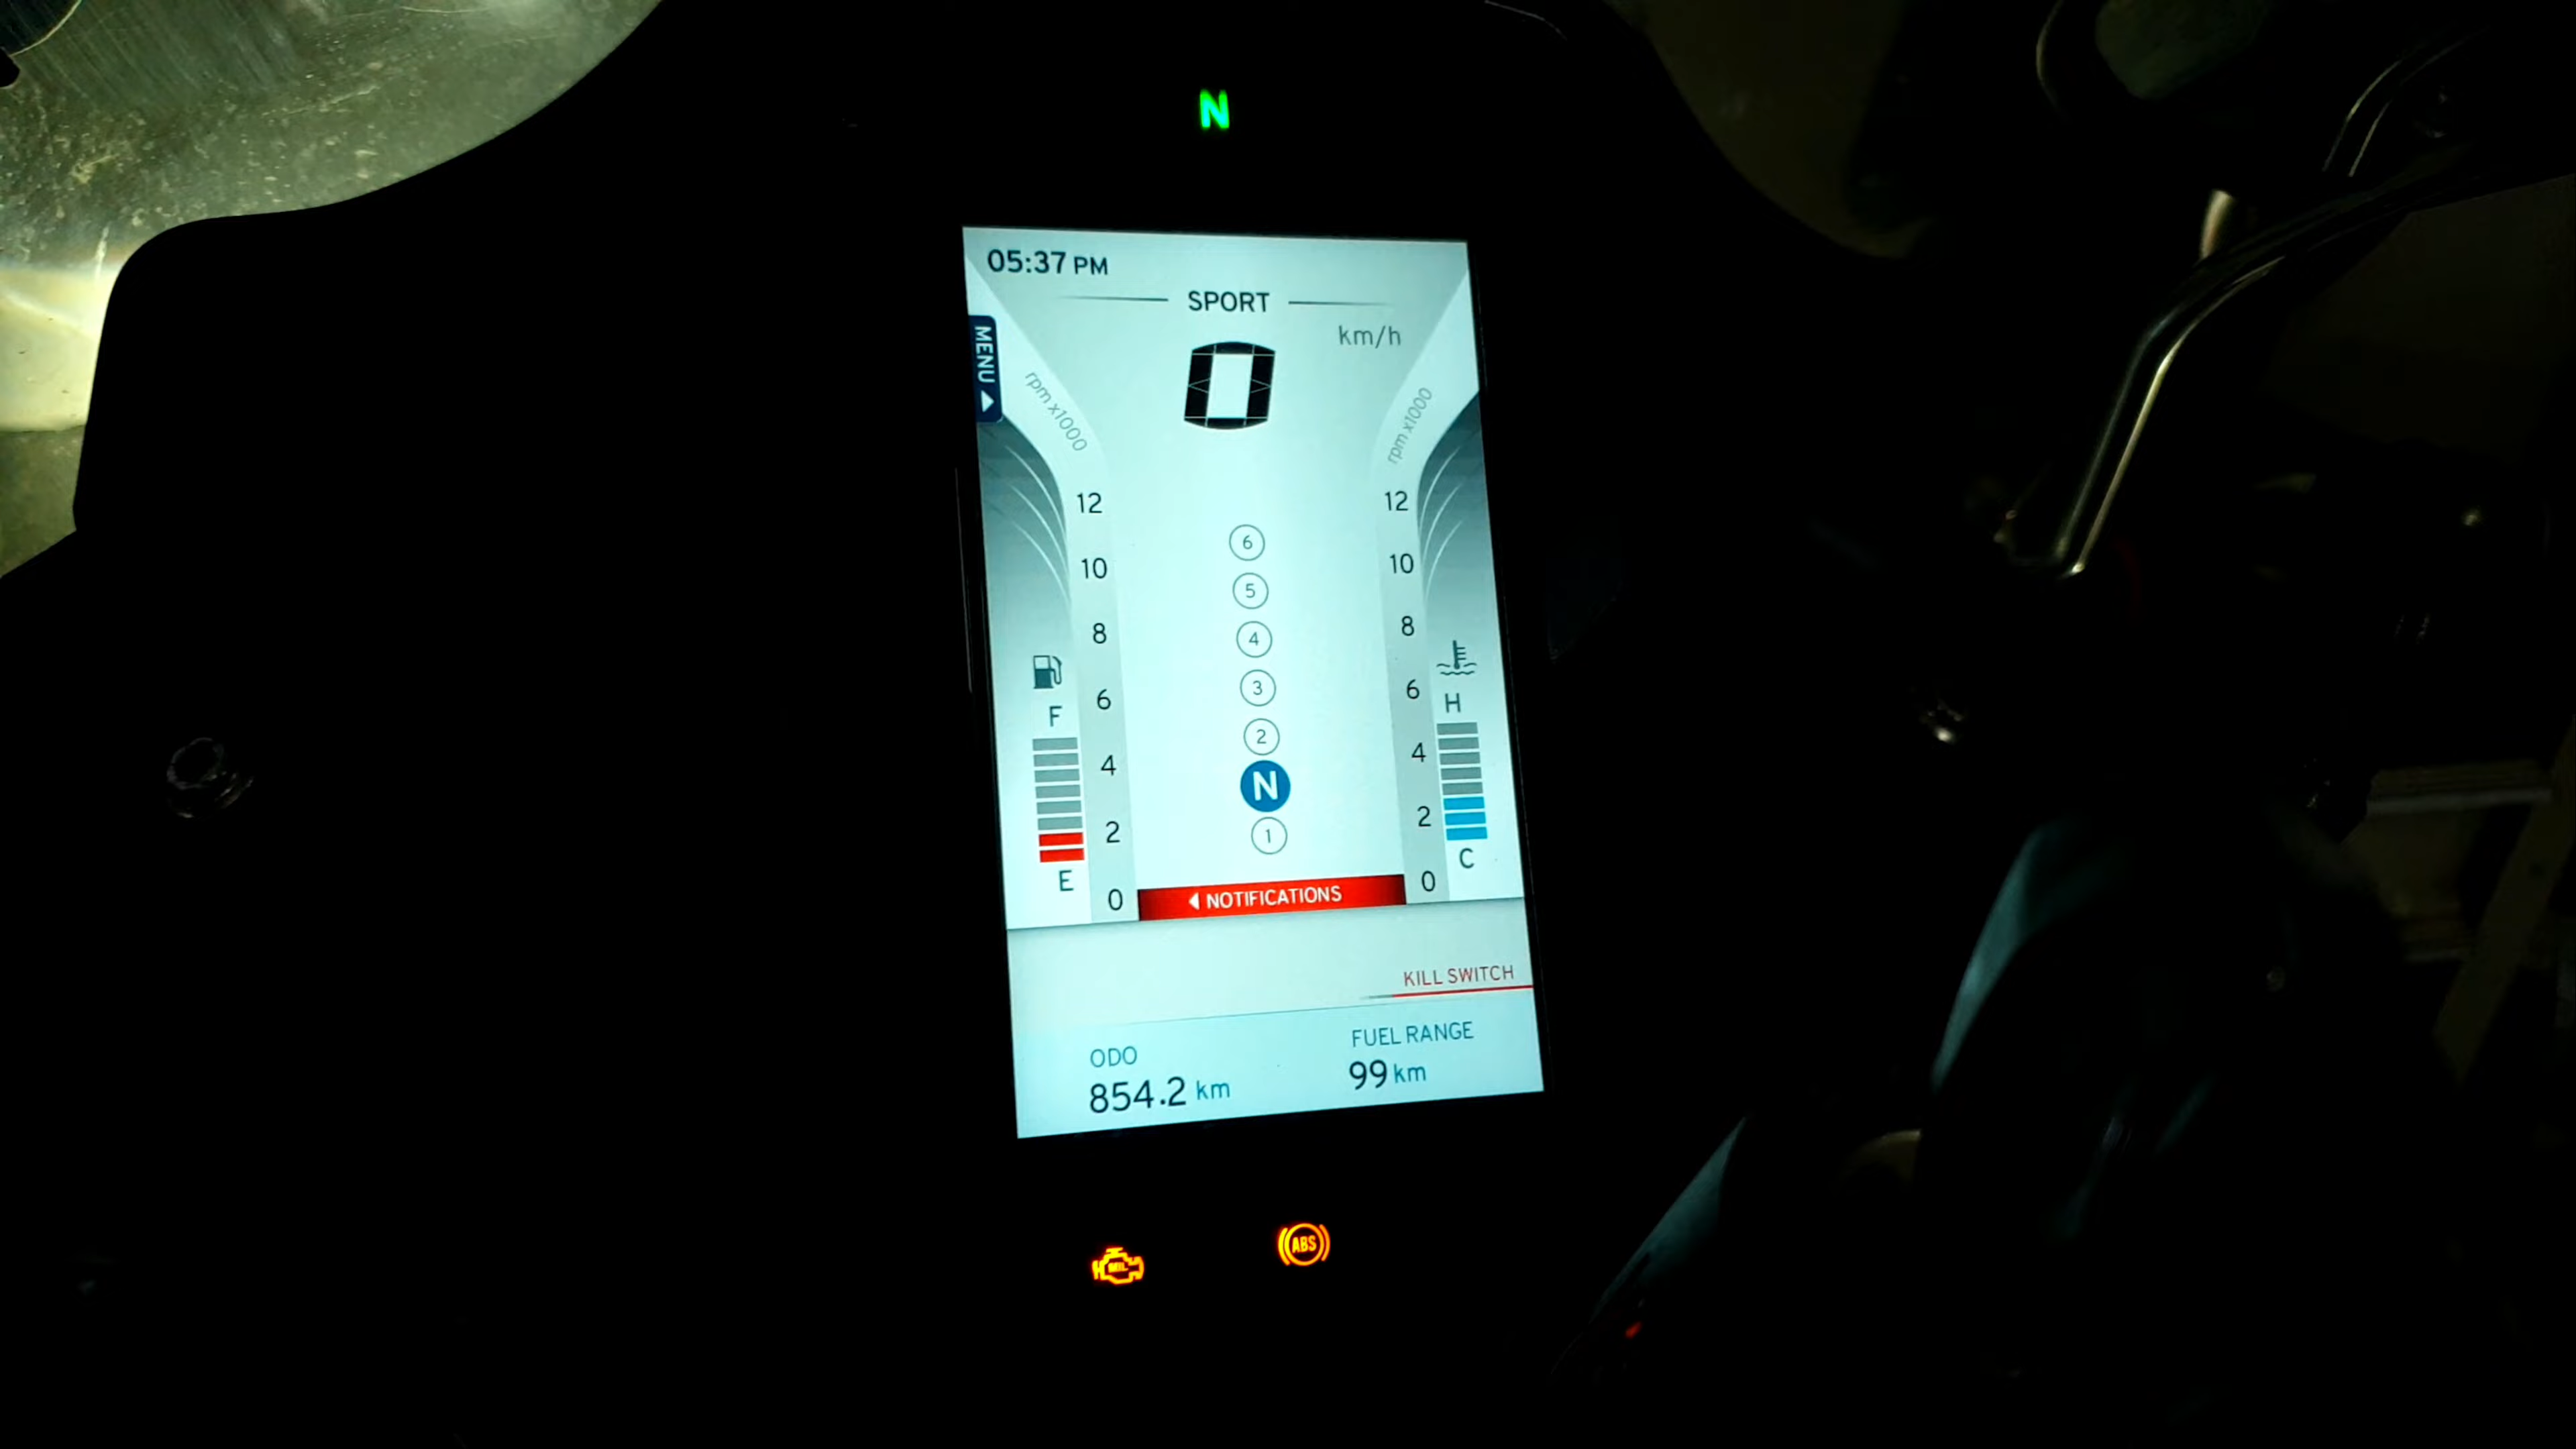 N
05:37 PM
SPORT
km/h
MENU
0
rpm x1000
rpm x1000
12
12
10
10
8
8
6
6
4
4
2
2
0
0
6
5
4
3
2
N
1
F
E
H
C
NOTIFICATIONS
KILL SWITCH
ODO
FUEL RANGE
854.2 km
99 km
MIL
ABS